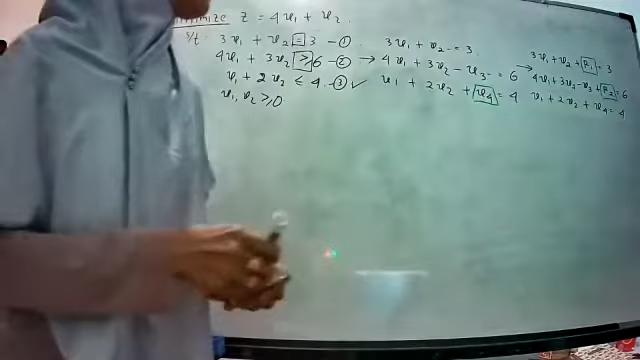 Minimize Z = 4x₁ + x₂.
s/t. 3x₁ + x₂ = 3 - ①
4x₁ + 3x₂ ≥ 6 - ②
x₁ + 2x₂ ≤ 4 - ③ ✓
x₁, x₂ ≥ 0
3x₁ + x₂ = 3.
→ 4x₁ + 3x₂ - x₃ = 6
x₁ + 2x₂ + x₄ = 4
3x₁ + x₂ + R₁ = 3
→ 4x₁ + 3x₂ - x₃ + R₂ = 6
x₁ + 2x₂ + x₄ = 4